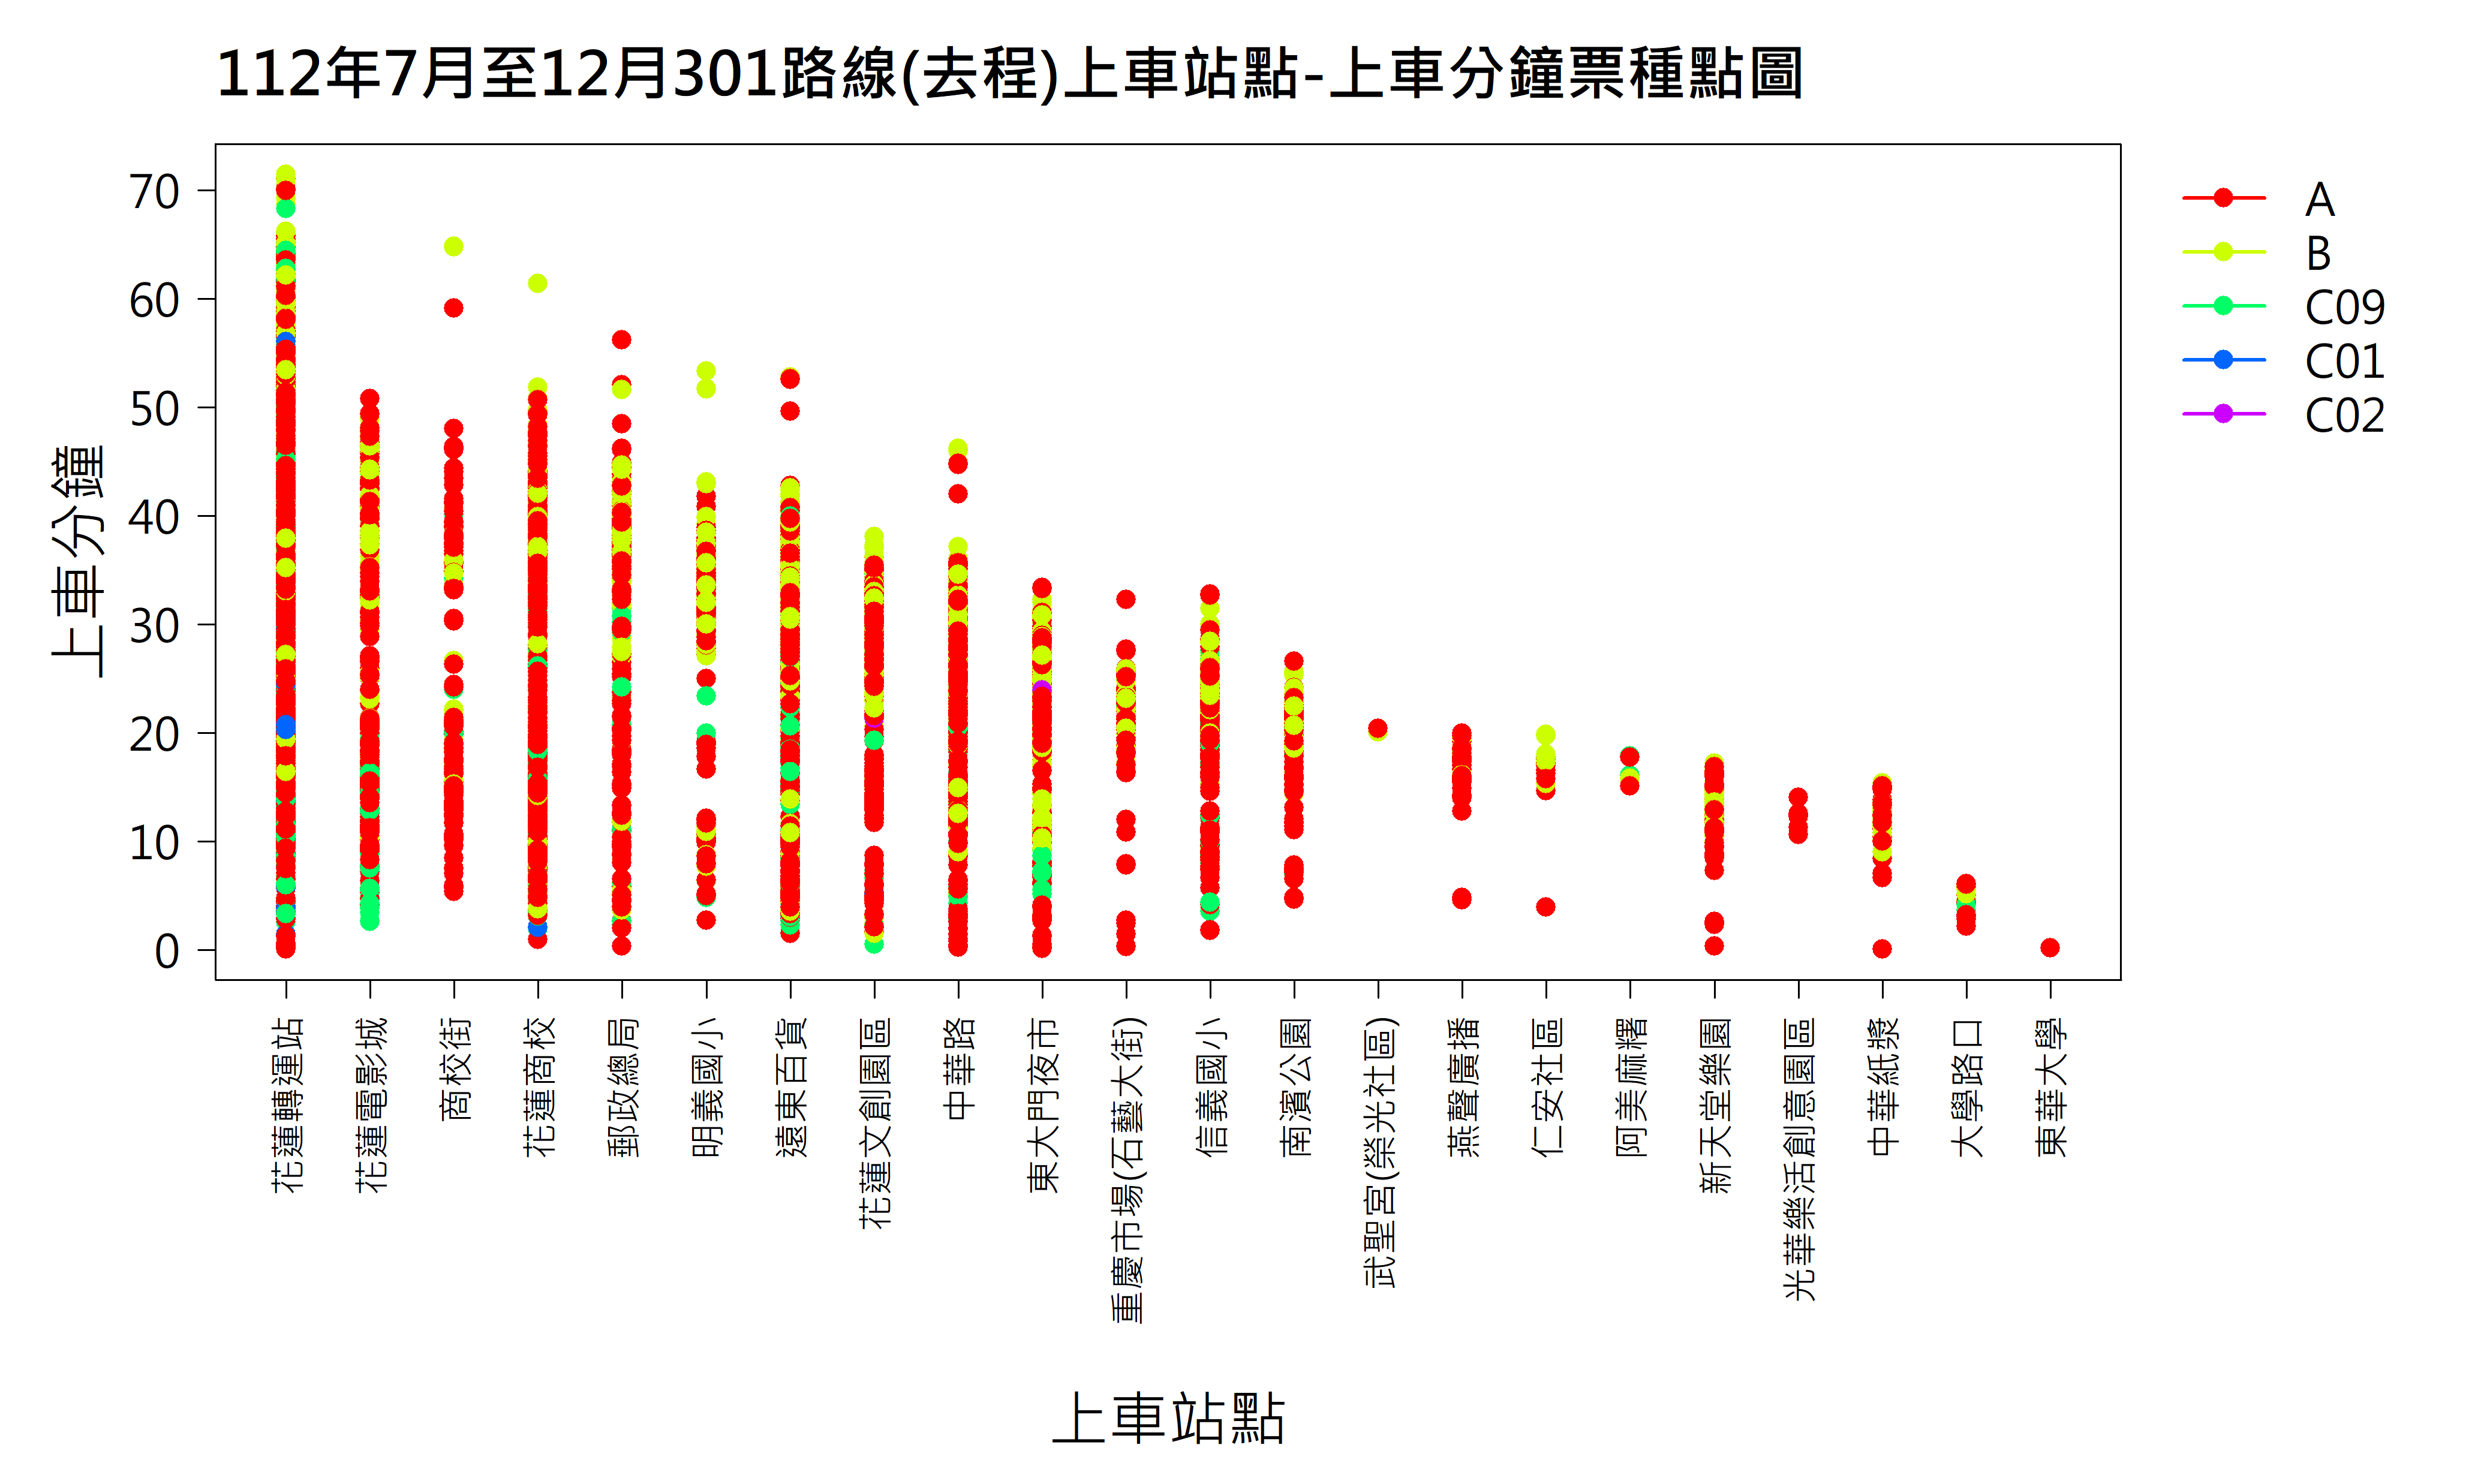 112年7月至12月301路線(去程)上車站點-上車分鐘票種點圖
上車分鐘
70
60
50
40
30
20
10
0
A
B
C09
C01
C02
花蓮轉運站
花蓮電影城
商校街
花蓮商校
郵政總局
明義國小
遠東百貨
花蓮文創園區
中華路
東大門夜市
重慶市場(石藝大街)
信義國小
南濱公園
武聖宮(榮光社區)
燕聲廣播
仁安社區
阿美麻糬
新天堂樂園
光華樂活創意園區
中華紙漿
大學路口
東華大學
上車站點